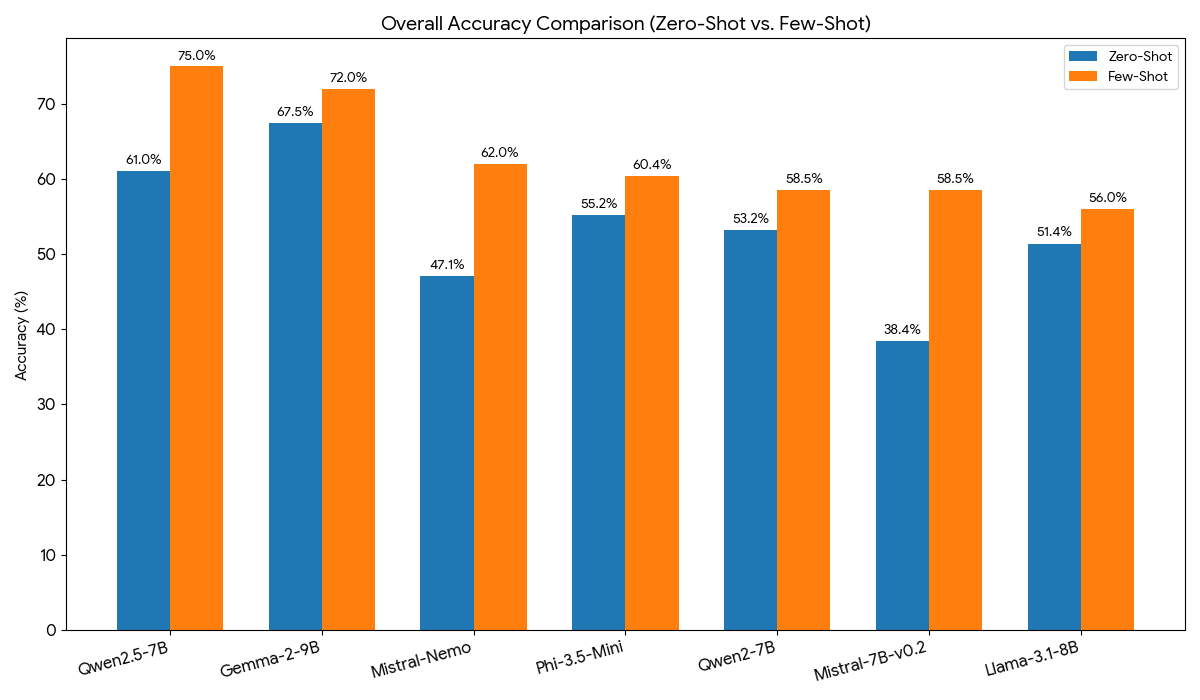 Overall Accuracy Comparison (Zero-Shot vs. Few-Shot)
Zero-Shot
Few-Shot
Accuracy (%)
70
60
50
40
30
20
10
0
61.0%
75.0%
67.5%
72.0%
47.1%
62.0%
55.2%
60.4%
53.2%
58.5%
38.4%
58.5%
51.4%
56.0%
Qwen2.5-7B
Gemma-2-9B
Mistral-Nemo
Phi-3.5-Mini
Qwen2-7B
Mistral-7B-v0.2
Llama-3.1-8B